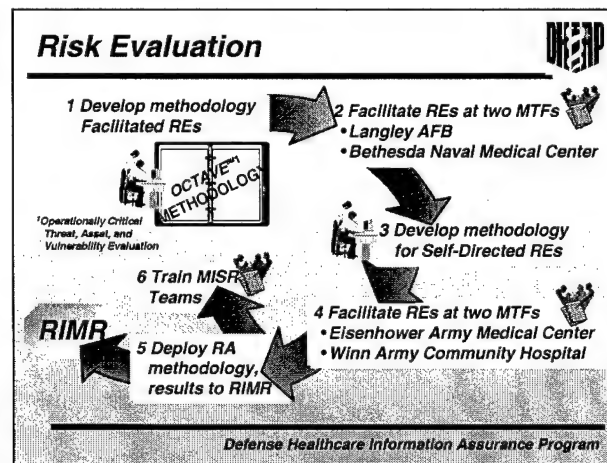 Risk Evaluation
DHIAP
1 Develop methodology
Facilitated REs
OCTAVE℠¹
METHODOLOGY
¹Operationally Critical
Threat, Asset, and
Vulnerability Evaluation
2 Facilitate REs at two MTFs
•Langley AFB
•Bethesda Naval Medical Center
3 Develop methodology
for Self-Directed REs
4 Facilitate REs at two MTFs
•Eisenhower Army Medical Center
•Winn Army Community Hospital
5 Deploy RA
methodology,
results to RIMR
6 Train MISR
Teams
RIMR
Defense Healthcare Information Assurance Program